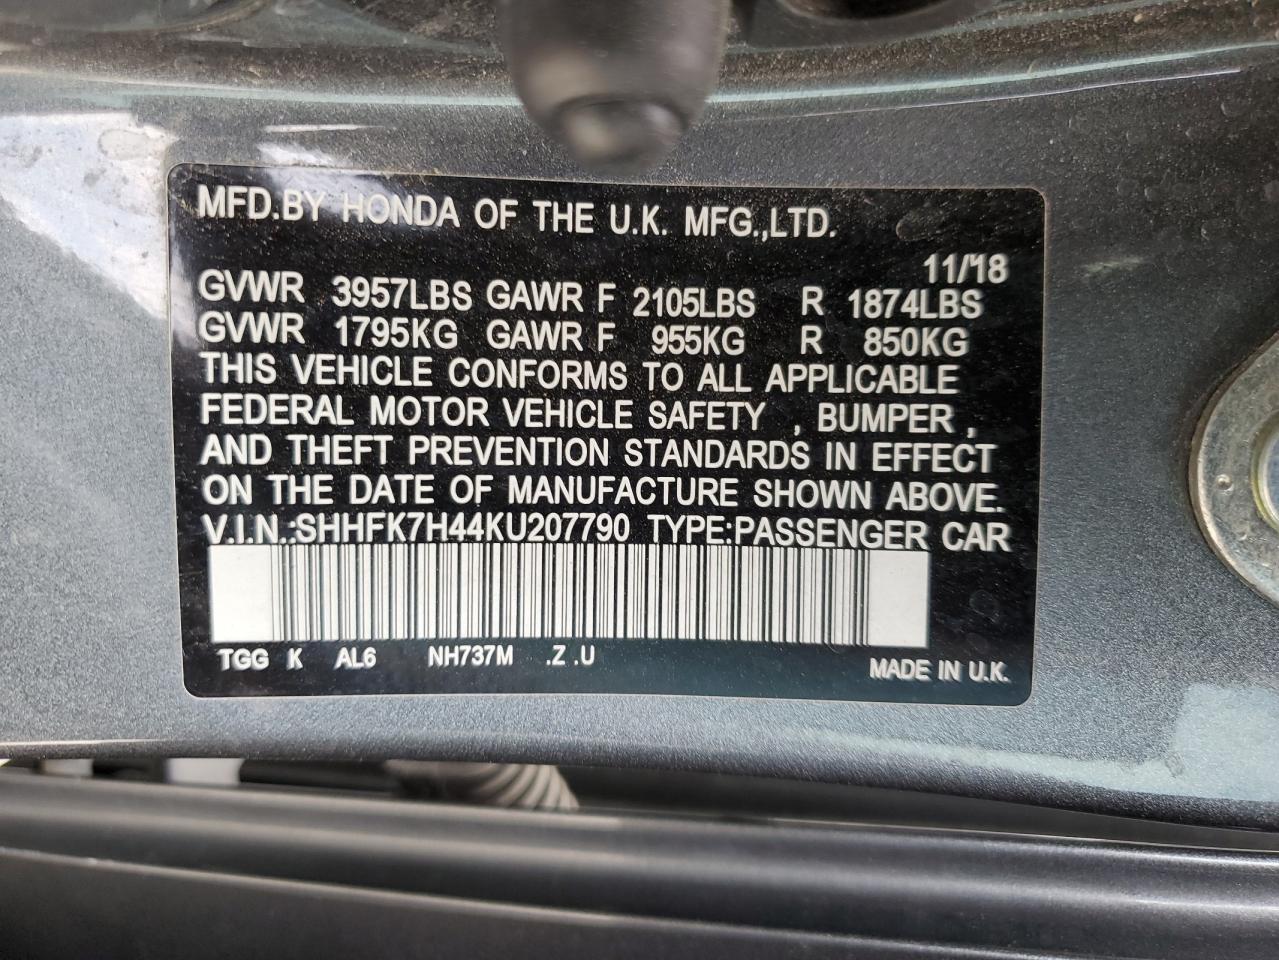 MFD.BY HONDA OF THE U.K. MFG.,LTD.
11/18
GVWR 3957LBS GAWR F 2105LBS R 1874LBS
GVWR 1795KG GAWR F 955KG R 850KG
THIS VEHICLE CONFORMS TO ALL APPLICABLE
FEDERAL MOTOR VEHICLE SAFETY , BUMPER ,
AND THEFT PREVENTION STANDARDS IN EFFECT
ON THE DATE OF MANUFACTURE SHOWN ABOVE.
V.I.N.:SHHFK7H44KU207790 TYPE:PASSENGER CAR
TGG K AL6 NH737M .Z .U
MADE IN U.K.